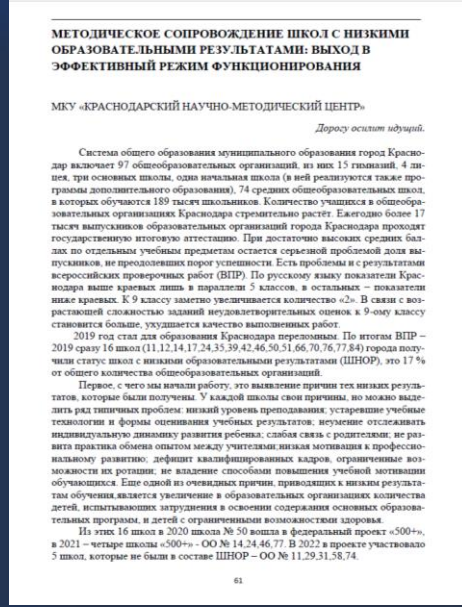 МЕТОДИЧЕСКОЕ СОПРОВОЖДЕНИЕ ШКОЛ С НИЗКИМИ
ОБРАЗОВАТЕЛЬНЫМИ РЕЗУЛЬТАТАМИ: ВЫХОД В
ЭФФЕКТИВНЫЙ РЕЖИМ ФУНКЦИОНИРОВАНИЯ
МКУ «КРАСНОДАРСКИЙ НАУЧНО-МЕТОДИЧЕСКИЙ ЦЕНТР»
Дорогу осилит идущий.
Система общего образования муниципального образования город Красно-
дар включает 97 общеобразовательных организаций, из них 15 гимназий, 4 ли-
цея, три основных школы, одна начальная школа (в ней реализуются также про-
граммы дополнительного образования), 74 средних общеобразовательных школ,
в которых обучаются 189 тысяч школьников. Количество учащихся в общеобра-
зовательных организациях Краснодара стремительно растёт. Ежегодно более 17
тысяч выпускников образовательных организаций города Краснодара проходят
государственную итоговую аттестацию. При достаточно высоких средних бал-
лах по отдельным учебным предметам остается серьезной проблемой доля вы-
пускников, не преодолевших порог успешности. Есть проблемы и с результатами
всероссийских проверочных работ (ВПР). По русскому языку показатели Крас-
нодара выше краевых лишь в параллели 5 классов, в остальных – показатели
ниже краевых. К 9 классу заметно увеличивается количество «2». В связи с воз-
растающей сложностью заданий неудовлетворительных оценок к 9-ому классу
становится больше, ухудшается качество выполненных работ.
2019 год стал для образования Краснодара переломным. По итогам ВПР –
2019 сразу 16 школ (11,12,14,17,24,35,39,42,46,50,51,66,70,76,77,84) города полу-
чили статус школ с низкими образовательными результатами (ШНОР), это 17 %
от общего количества общеобразовательных организаций.
Первое, с чего мы начали работу, это выявление причин тех низких резуль-
татов, которые были получены. У каждой школы свои причины, но можно выде-
лить ряд типичных проблем: низкий уровень преподавания; устаревшие учебные
технологии и формы оценивания учебных результатов; неумение отслеживать
индивидуальную динамику развития ребенка; слабая связь с родителями; не раз-
вита практика обмена опытом между учителями;низкая мотивация к профессио-
нальному развитию; дефицит квалифицированных кадров, ограниченные воз-
можности их ротации; не владение способами повышения учебной мотивации
обучающихся. Еще одной из очевидных причин, приводящих к низким результа-
там обучения,является увеличение в образовательных организациях количества
детей, испытывающих затруднения в освоении содержания основных образова-
тельных программ, и детей с ограниченными возможностями здоровья.
Из этих 16 школ в 2020 школа № 50 вошла в федеральный проект «500+»,
в 2021 – четыре школы «500+» - ОО № 14,24,46,77. В 2022 в проекте участвовало
5 школ, которые не были в составе ШНОР – ОО № 11,29,31,58,74.
61